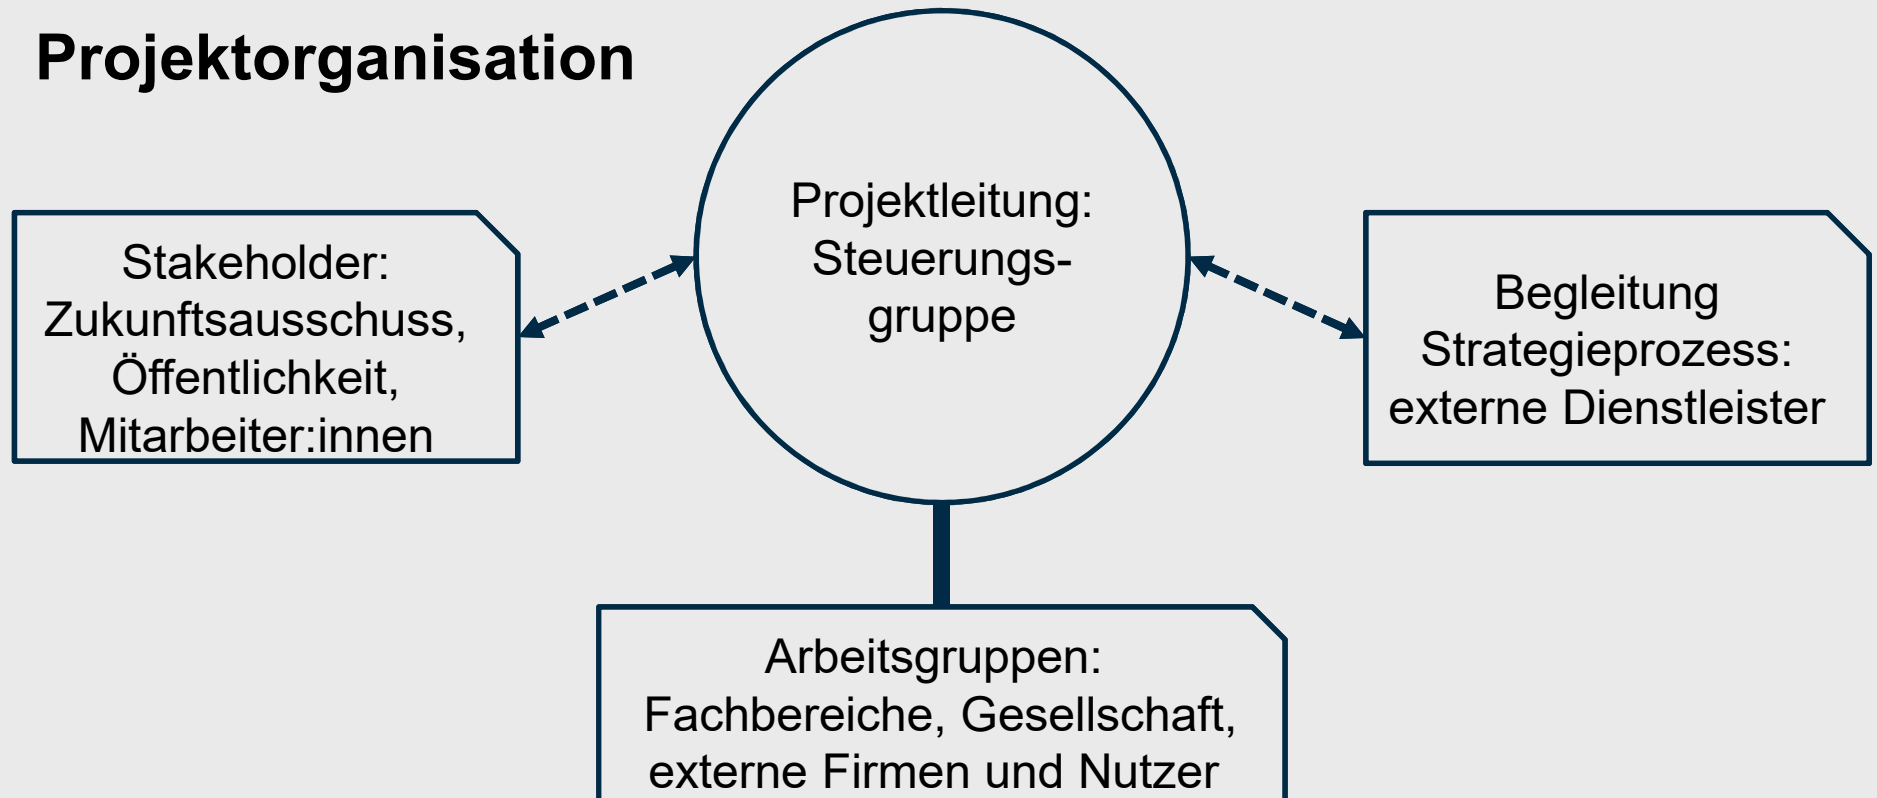 Projektorganisation
Projektleitung:
Steuerungs-
gruppe
Stakeholder:
Zukunftsausschuss,
Öffentlichkeit,
Mitarbeiter:innen
Begleitung
Strategieprozess:
externe Dienstleister
Arbeitsgruppen:
Fachbereiche, Gesellschaft,
externe Firmen und Nutzer